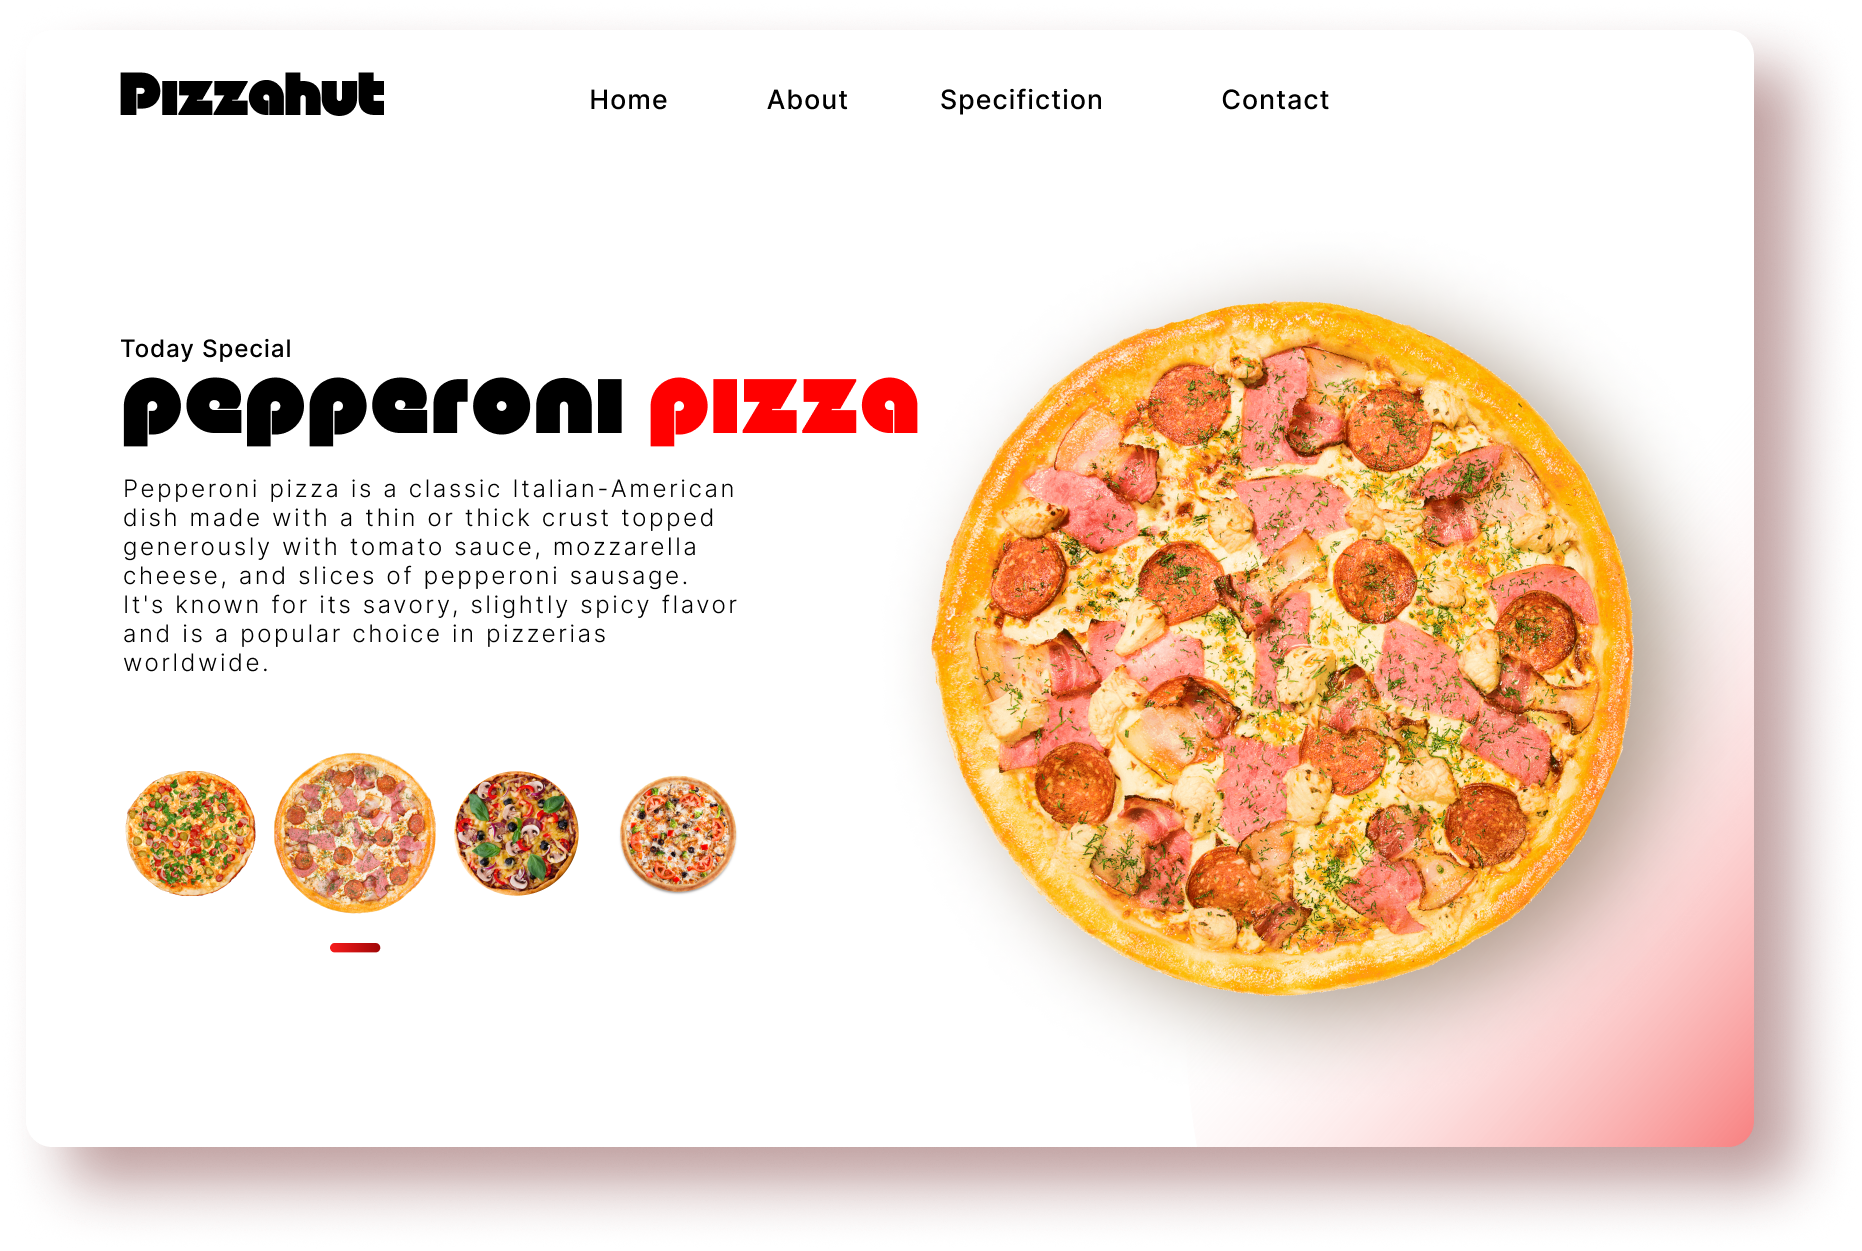 Pizzahut
Home About Specifiction Contact
Today Special
pepperoni pizza
Pepperoni pizza is a classic Italian-American
dish made with a thin or thick crust topped
generously with tomato sauce, mozzarella
cheese, and slices of pepperoni sausage.
It's known for its savory, slightly spicy flavor
and is a popular choice in pizzerias
worldwide.